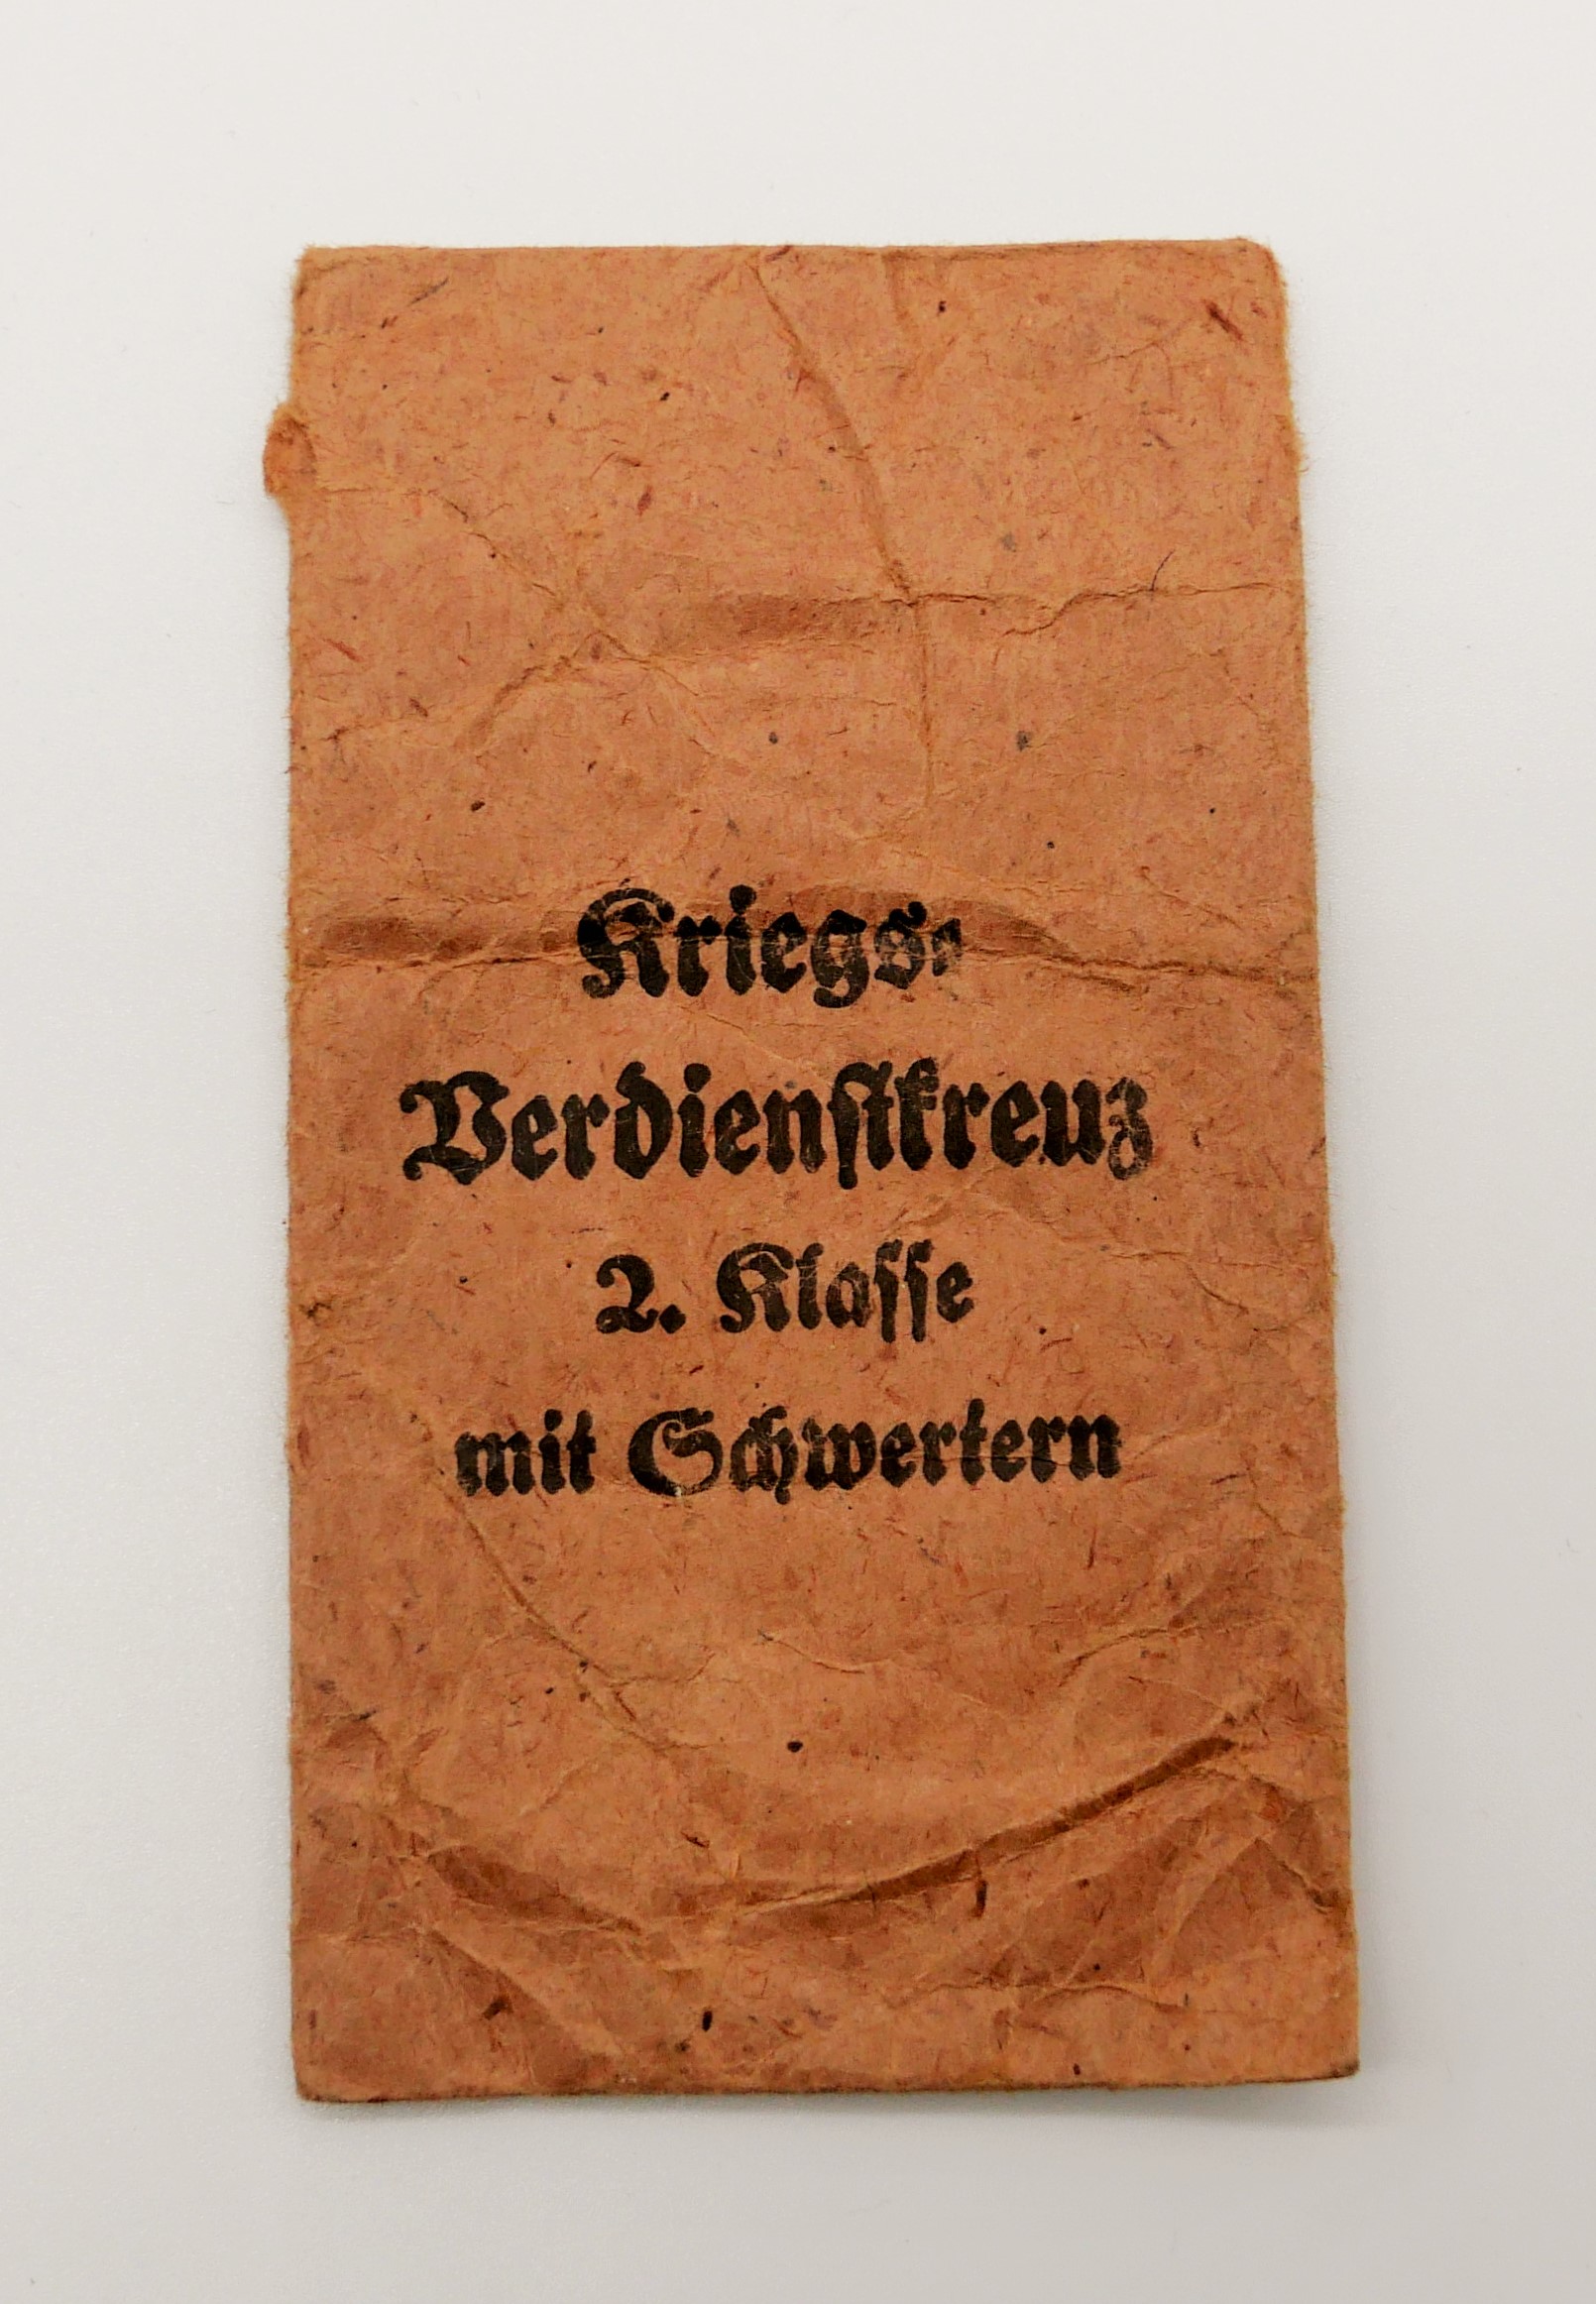 Kriegs-
Verdienstkreuz
2. Klasse
mit Schwertern